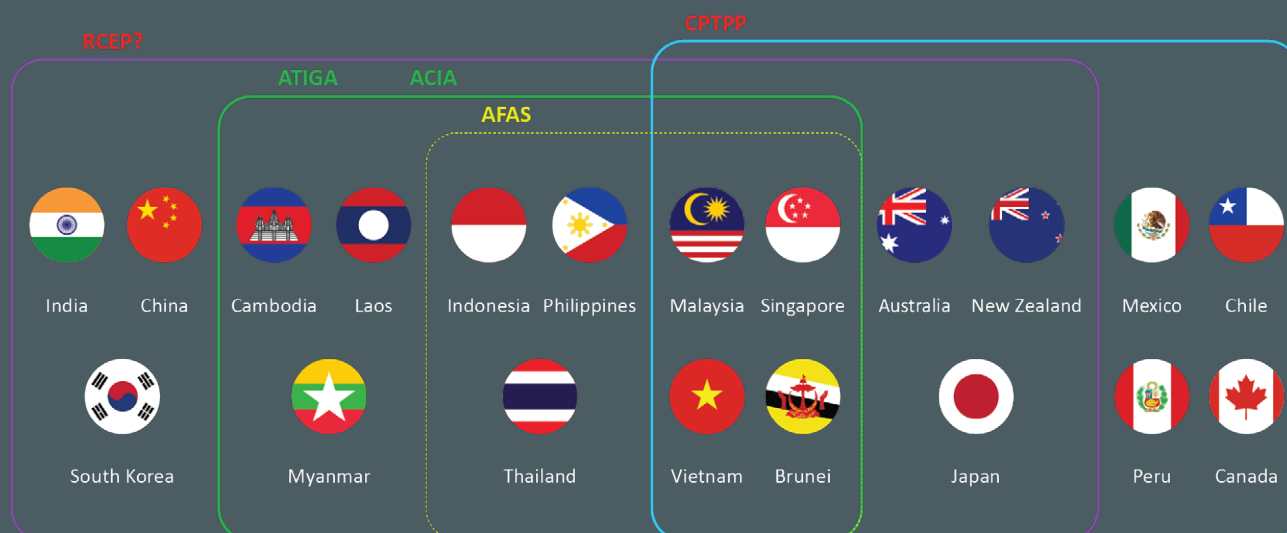 CPTPP
RCEP?
ATIGA ACIA
AFAS
India China Cambodia Laos Indonesia Philippines Malaysia Singapore Australia New Zealand Mexico Chile
South Korea Myanmar Thailand Vietnam Brunei Japan Peru Canada